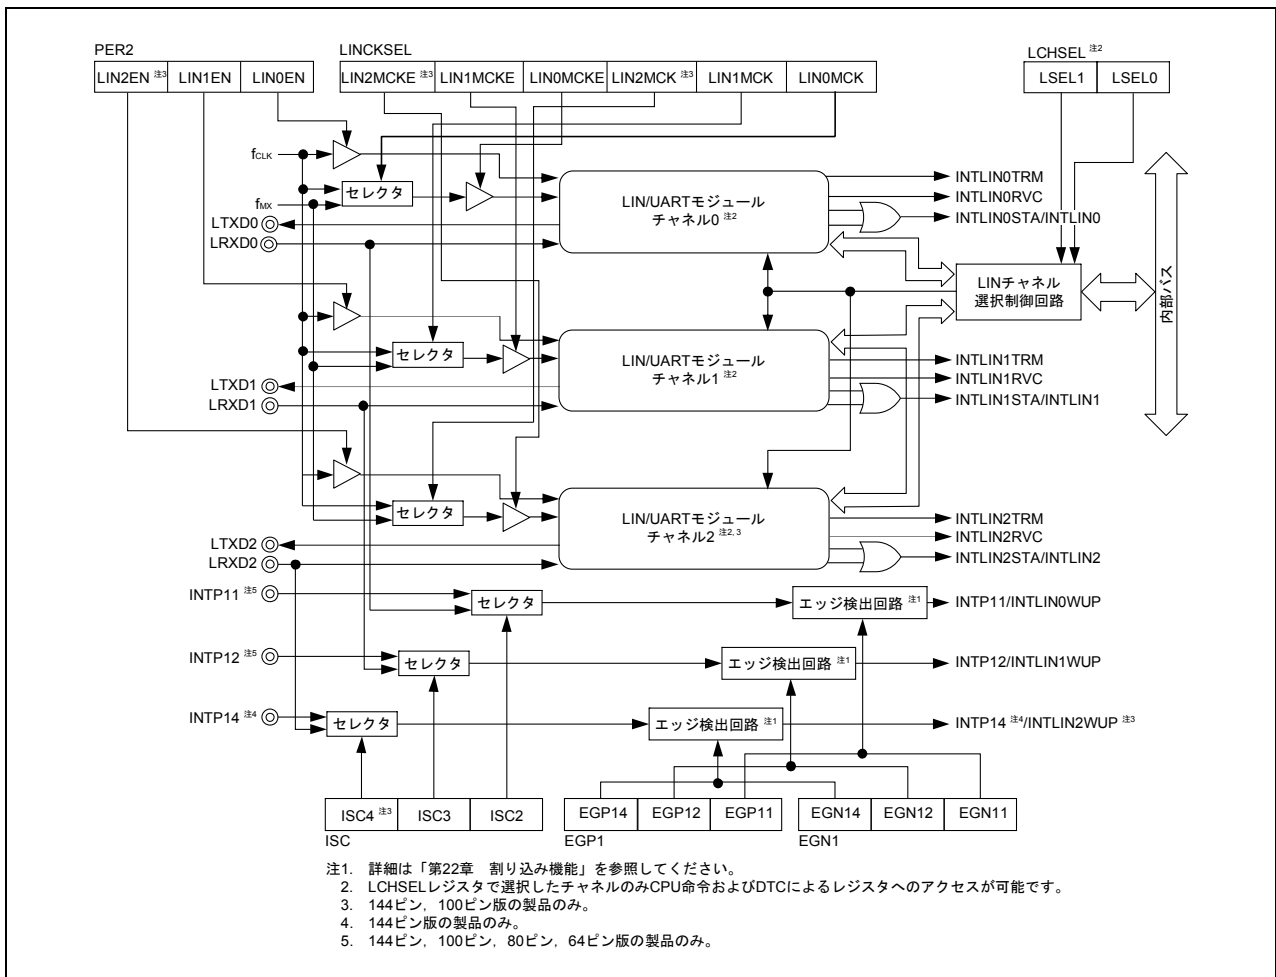 PER2
LINCKSEL
LCHSEL 注2
LIN2EN 注3 LIN1EN LIN0EN
LIN2MCKE 注3 LIN1MCKE LIN0MCKE LIN2MCK 注3 LIN1MCK LIN0MCK
LSEL1 LSEL0
fCLK
セレクタ
fMX
LTXD0
LRXD0
LIN/UARTモジュール
チャネル0 注2
INTLIN0TRM
INTLIN0RVC
INTLIN0STA/INTLIN0
LINチャネル
選択制御回路
内部バス
セレクタ
LTXD1
LRXD1
LIN/UARTモジュール
チャネル1 注2
INTLIN1TRM
INTLIN1RVC
INTLIN1STA/INTLIN1
セレクタ
LTXD2
LRXD2
LIN/UARTモジュール
チャネル2 注2, 3
INTLIN2TRM
INTLIN2RVC
INTLIN2STA/INTLIN2
INTP11 注5
セレクタ
エッジ検出回路 注1
INTP11/INTLIN0WUP
INTP12 注5
セレクタ
エッジ検出回路 注1
INTP12/INTLIN1WUP
INTP14 注4
セレクタ
エッジ検出回路 注1
INTP14 注4/INTLIN2WUP 注3
ISC4 注3 ISC3 ISC2
EGP14 EGP12 EGP11
EGN14 EGN12 EGN11
ISC
EGP1
EGN1
注1. 詳細は「第22章 割り込み機能」を参照してください。
2. LCHSELレジスタで選択したチャネルのみCPU命令およびDTCによるレジスタへのアクセスが可能です。
3. 144ピン，100ピン版の製品のみ。
4. 144ピン版の製品のみ。
5. 144ピン，100ピン，80ピン，64ピン版の製品のみ。